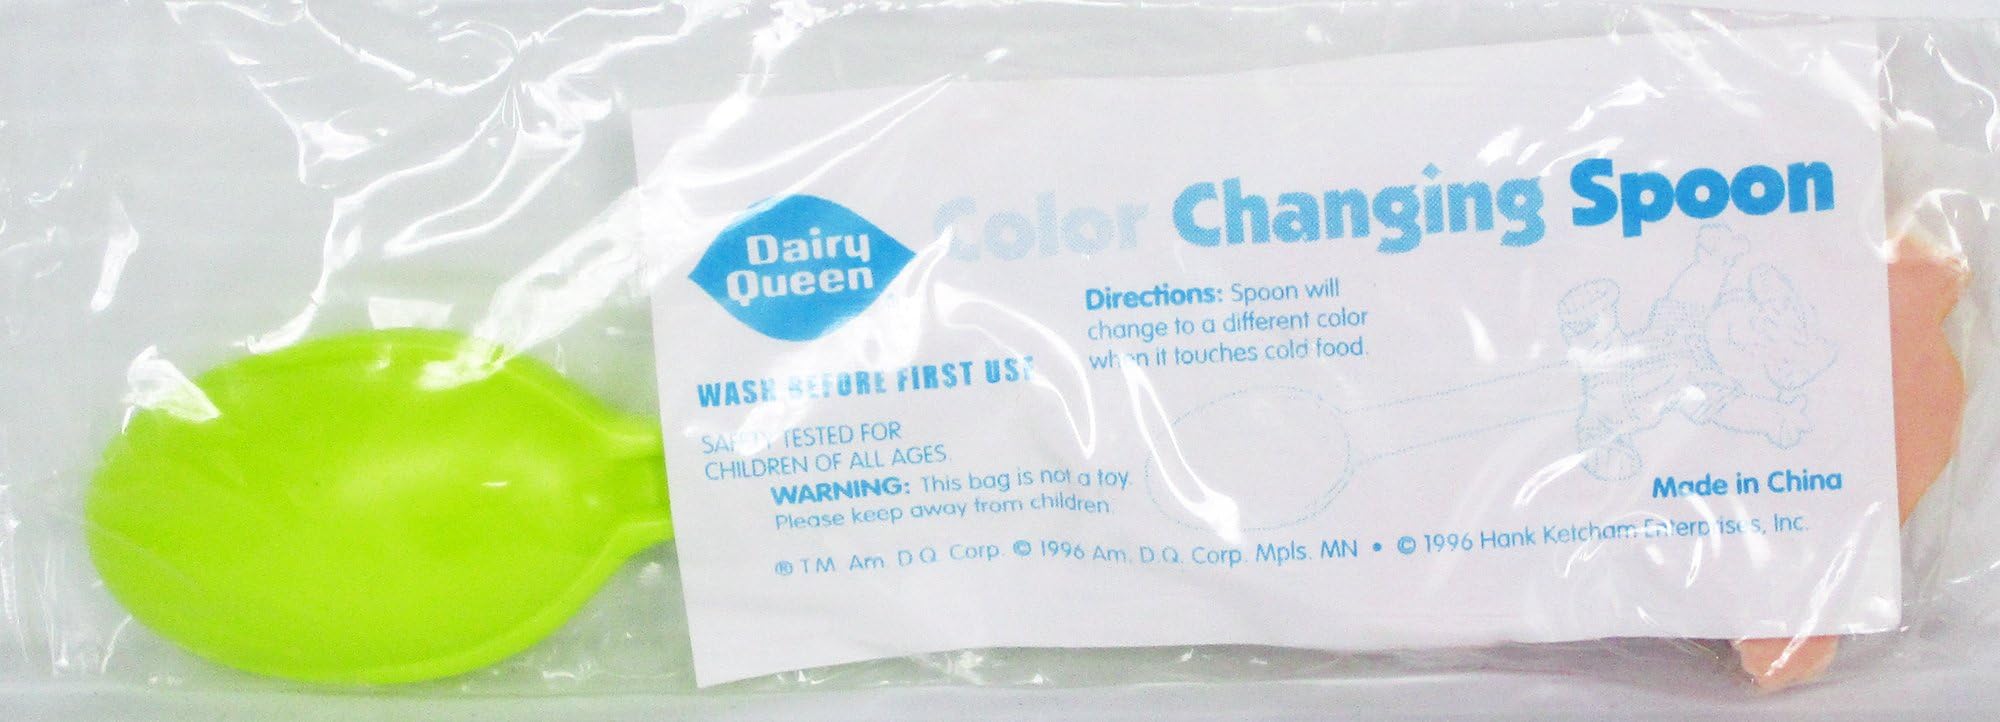 Dairy
Queen
Color Changing Spoon
Directions: Spoon will
change to a different color
when it touches cold food.
WASH BEFORE FIRST USE
SAFETY TESTED FOR
CHILDREN OF ALL AGES.
WARNING: This bag is not a toy.
Please keep away from children.
Made in China
® TM Am. D.Q. Corp. © 1996 Am. D.Q. Corp. Mpls. MN • © 1996 Hank Ketcham Enterprises, Inc.